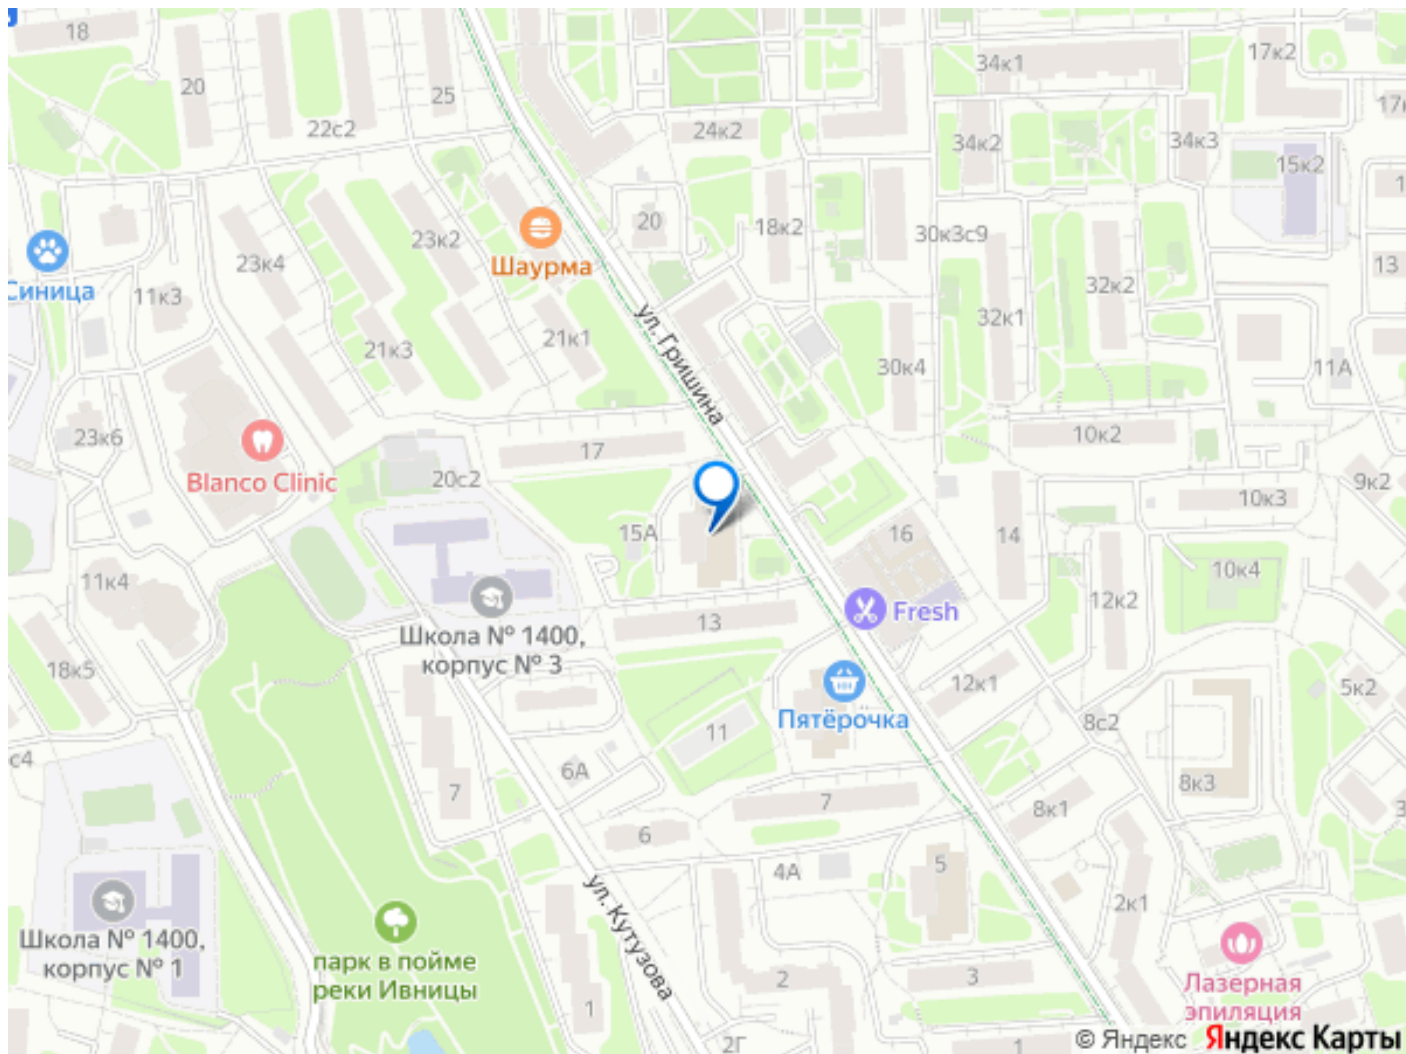 18
20
25
22с2
24к2
34к1
17к2
17к
34к2
34к3
15к2
1
20
18к2
30к3с9
23к2
23к4
Шаурма
Синица
11к3
13
32к2
32к1
ул. Гришина
21к1
21к3
30к4
11А
23к6
17
10к2
Blanco Clinic
20с2
9к2
10к3
15А
16
14
11к4
10к4
12к2
13
Fresh
Школа № 1400,
корпус № 3
18к5
12к1
5к2
Пятёрочка
11
8с2
с4
6А
7
7
8к3
8к1
3
6
4А
5
2к1
ул. Кутузова
Школа № 1400,
корпус № 1
парк в пойме
реки Ивницы
2
3
Лазерная
эпиляция
1
2Г
1
© Яндекс Яндекс Карты